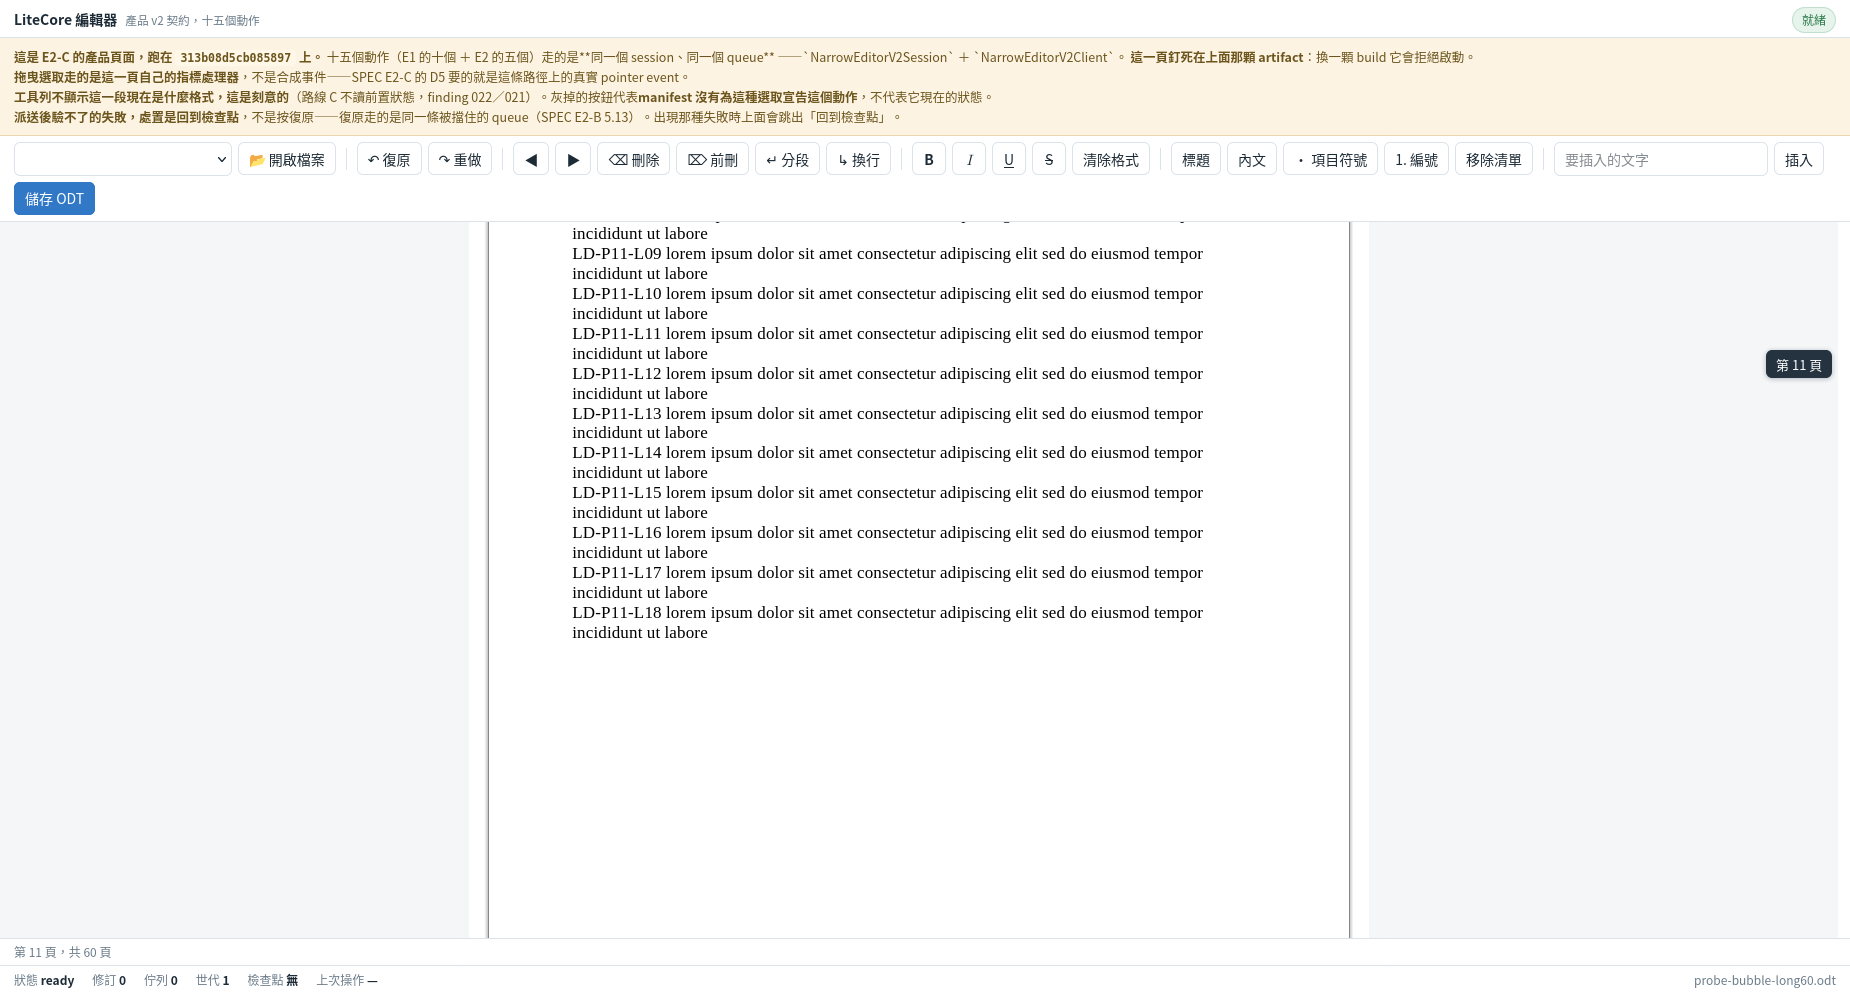 LiteCore 編輯器 產品 v2 契約，十五個動作 就緒
這是 E2-C 的產品頁面，跑在 313b08d5cb085897 上。 十五個動作（E1 的十個 ＋ E2 的五個）走的是**同一個 session、同一個 queue** ——`NarrowEditorV2Session` ＋ `NarrowEditorV2Client`。 這一頁釘死在上面那顆 artifact：換一顆 build 它會拒絕啟動。
拖曳選取走的是這一頁自己的指標處理器，不是合成事件——SPEC E2-C 的 D5 要的就是這條路徑上的真實 pointer event。
工具列不顯示這一段現在是什麼格式，這是刻意的（路線 C 不讀前置狀態，finding 022／021）。灰掉的按鈕代表manifest 沒有為這種選取宣告這個動作，不代表它現在的狀態。
派送後驗不了的失敗，處置是回到檢查點，不是按復原——復原走的是同一條被擋住的 queue（SPEC E2-B 5.13）。出現那種失敗時上面會跳出「回到檢查點」。
📂 開啟檔案 ↶ 復原 ↷ 重做 ◀ ▶ ⌫ 刪除 ⌦ 前刪 ↵ 分段 ↳ 換行 B I U S 清除格式 標題 內文 • 項目符號 1. 編號 移除清單 要插入的文字 插入
儲存 ODT
incididunt ut labore
LD-P11-L09 lorem ipsum dolor sit amet consectetur adipiscing elit sed do eiusmod tempor
incididunt ut labore
LD-P11-L10 lorem ipsum dolor sit amet consectetur adipiscing elit sed do eiusmod tempor
incididunt ut labore
LD-P11-L11 lorem ipsum dolor sit amet consectetur adipiscing elit sed do eiusmod tempor
incididunt ut labore
LD-P11-L12 lorem ipsum dolor sit amet consectetur adipiscing elit sed do eiusmod tempor
incididunt ut labore
LD-P11-L13 lorem ipsum dolor sit amet consectetur adipiscing elit sed do eiusmod tempor
incididunt ut labore
LD-P11-L14 lorem ipsum dolor sit amet consectetur adipiscing elit sed do eiusmod tempor
incididunt ut labore
LD-P11-L15 lorem ipsum dolor sit amet consectetur adipiscing elit sed do eiusmod tempor
incididunt ut labore
LD-P11-L16 lorem ipsum dolor sit amet consectetur adipiscing elit sed do eiusmod tempor
incididunt ut labore
LD-P11-L17 lorem ipsum dolor sit amet consectetur adipiscing elit sed do eiusmod tempor
incididunt ut labore
LD-P11-L18 lorem ipsum dolor sit amet consectetur adipiscing elit sed do eiusmod tempor
incididunt ut labore
第 11 頁
第 11 頁，共 60 頁
狀態 ready 修訂 0 佇列 0 世代 1 檢查點 無 上次操作 — probe-bubble-long60.odt